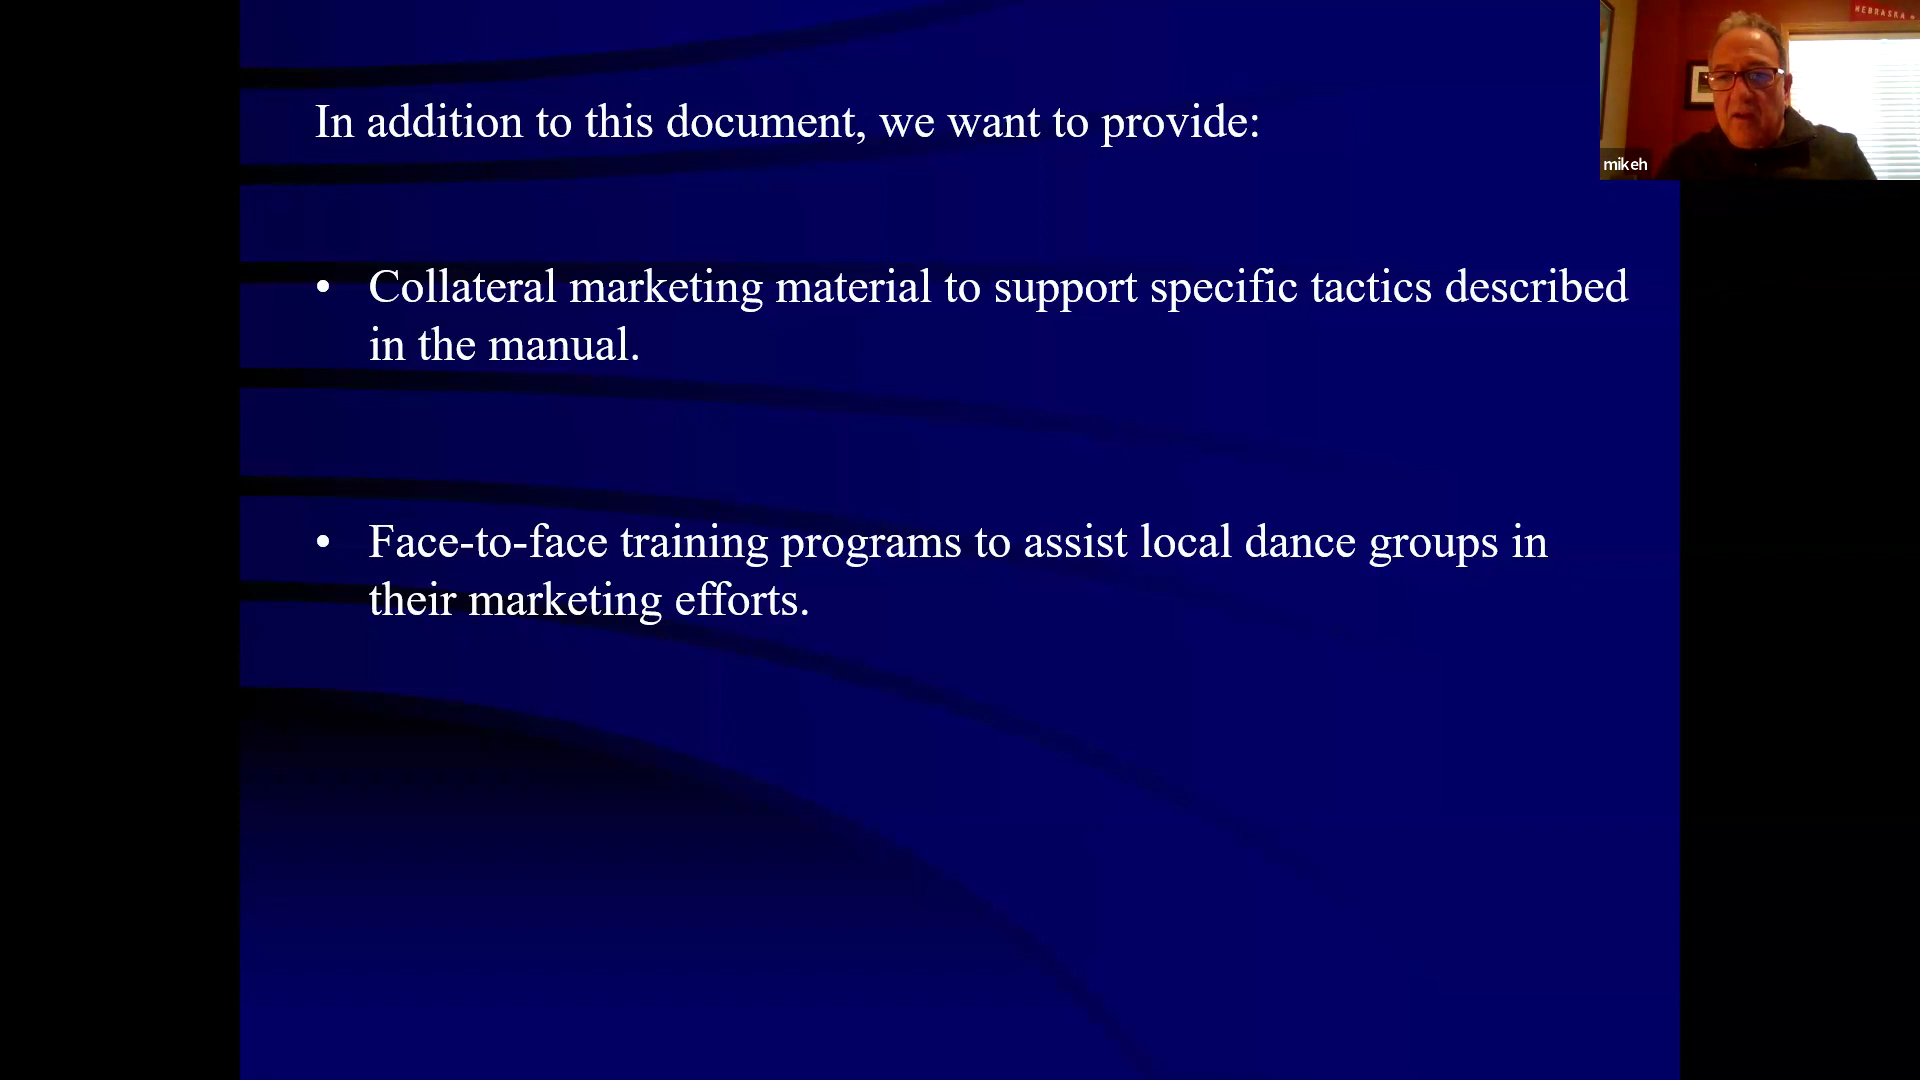 In addition to this document, we want to provide:
• Collateral marketing material to support specific tactics described
in the manual.
• Face-to-face training programs to assist local dance groups in
their marketing efforts.
NEBRASKA
mikeh